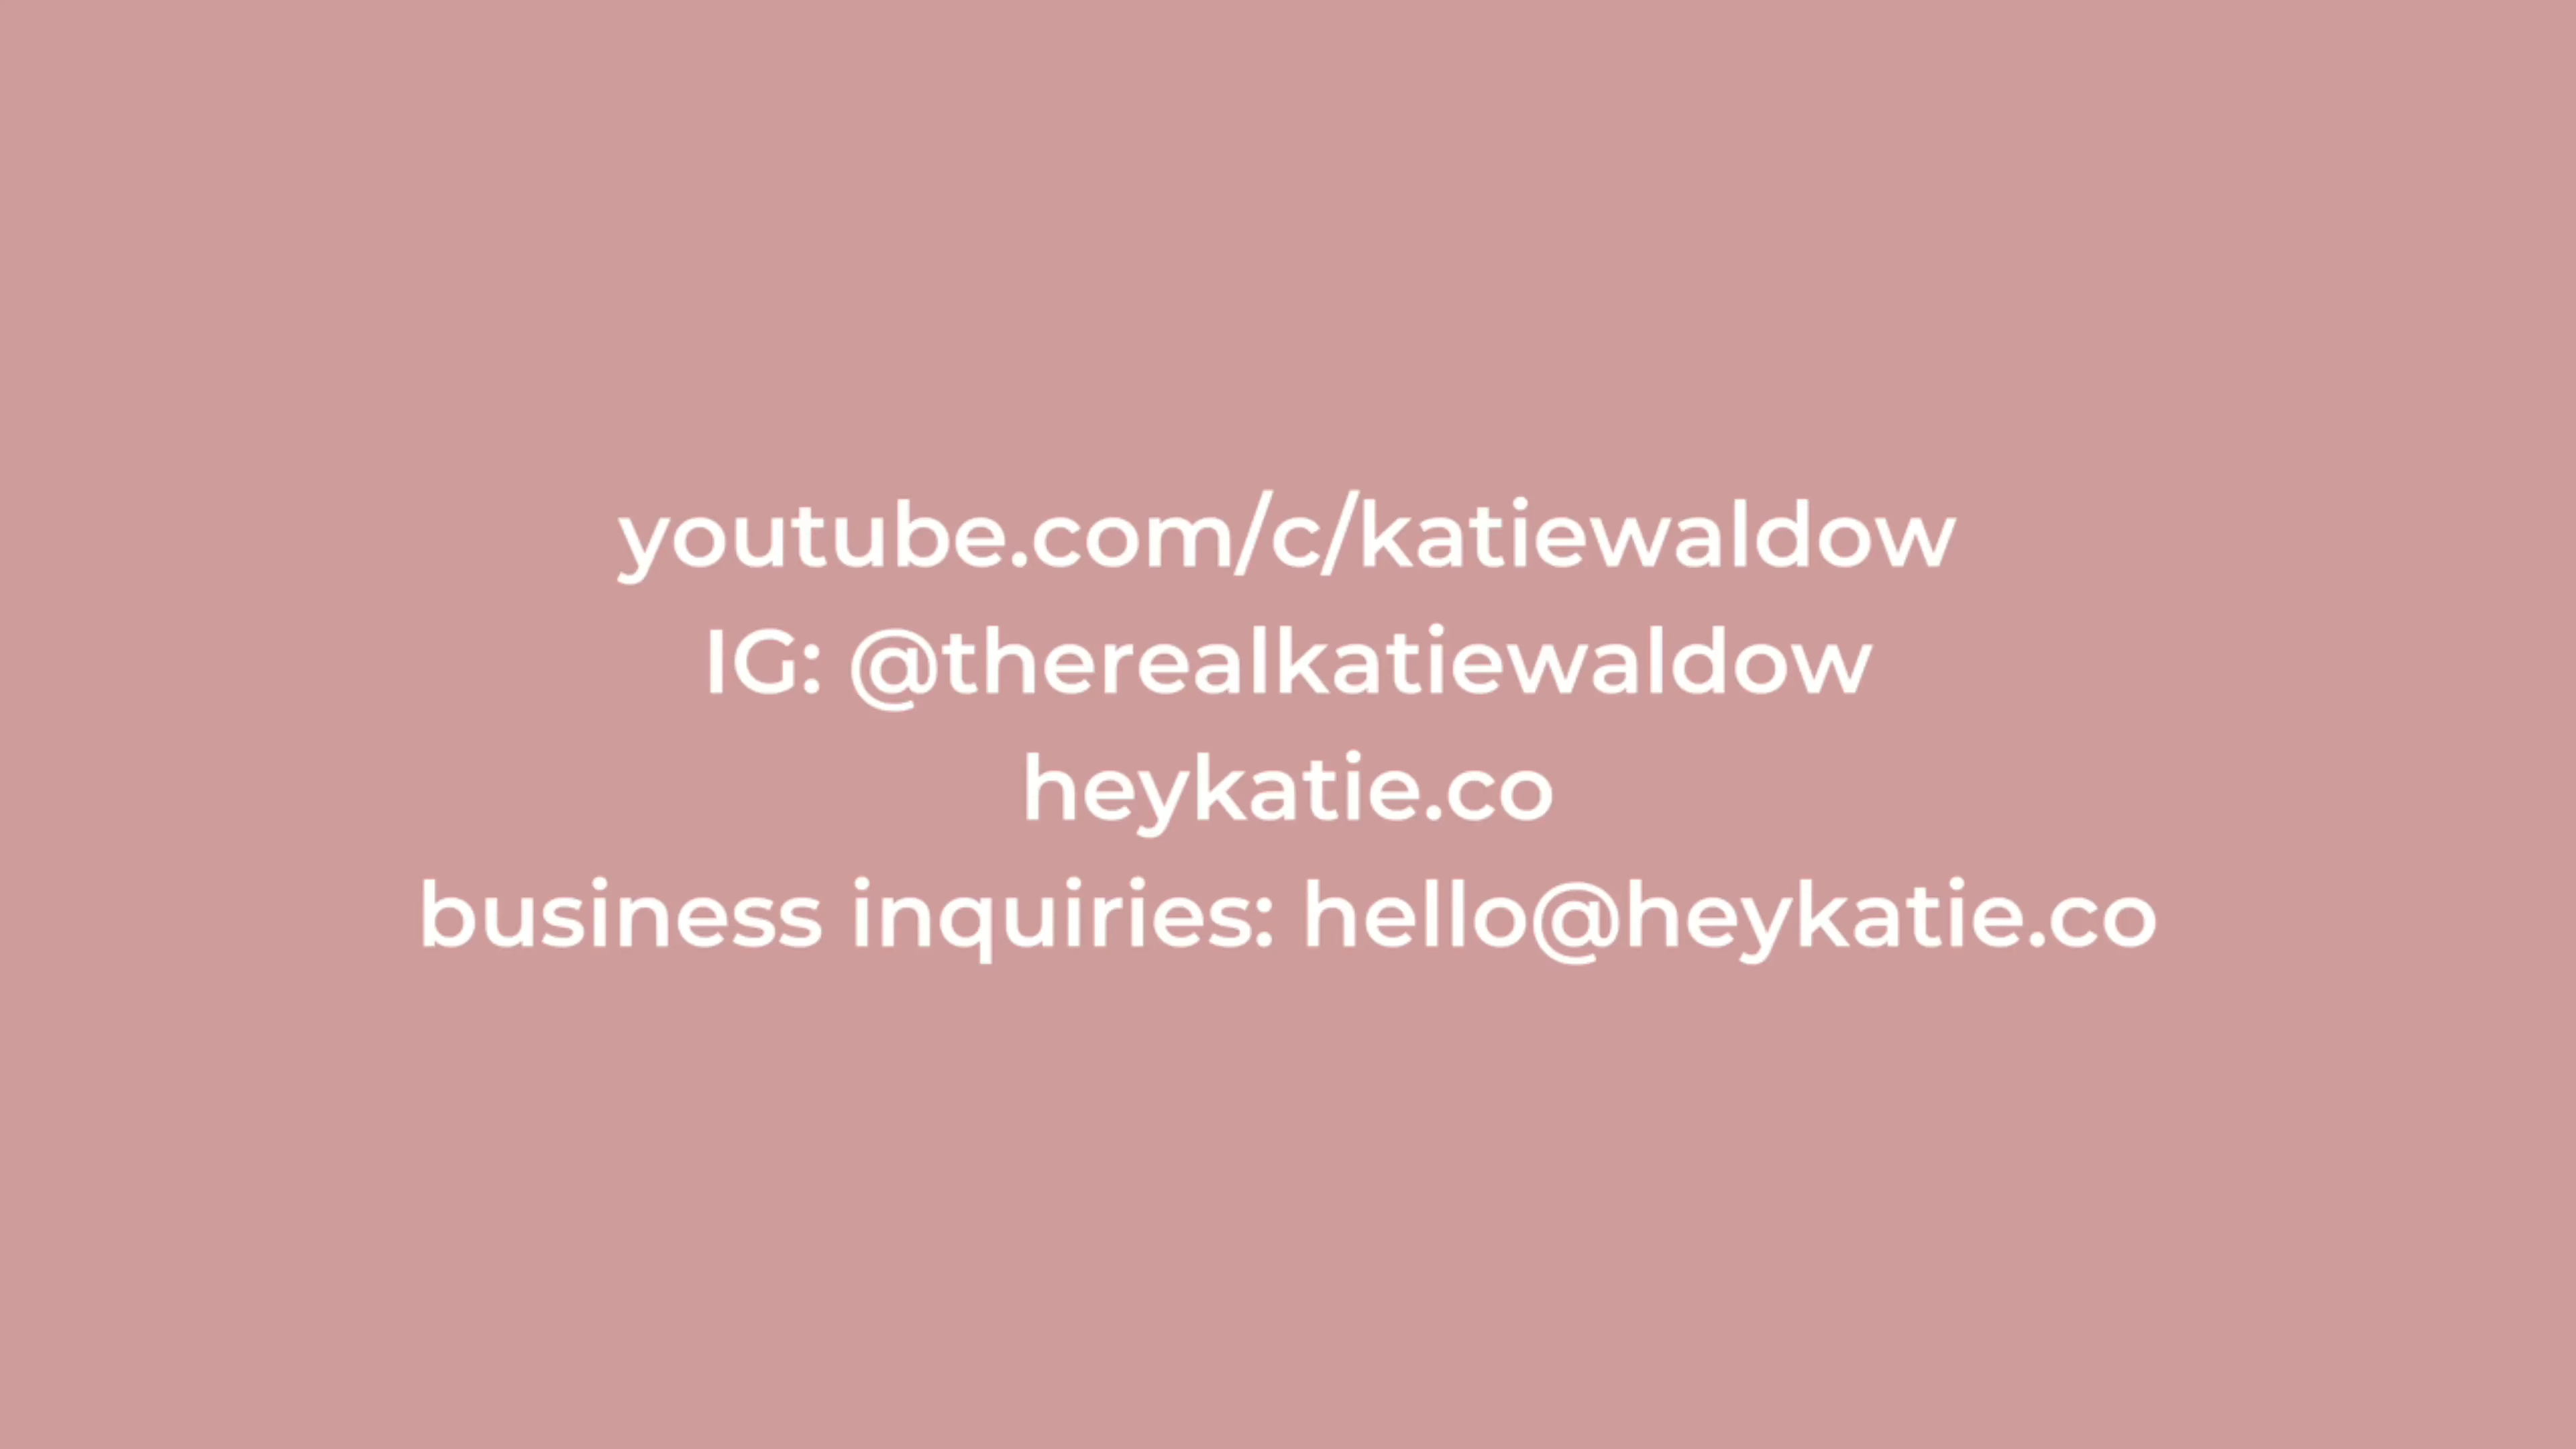 youtube.com/c/katiewaldow
IG: @therealkatiewaldow
heykatie.co
business inquiries: hello@heykatie.co